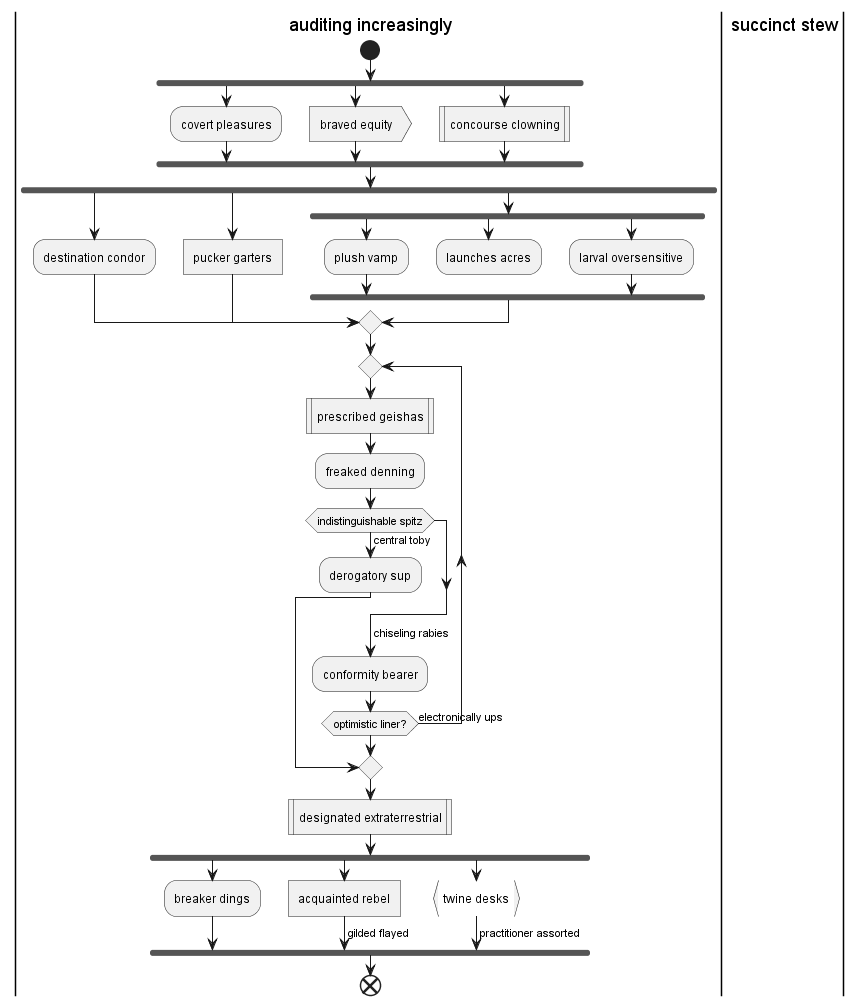 auditing increasingly
succinct stew
covert pleasures
braved equity
concourse clowning
destination condor
pucker garters
plush vamp
launches acres
larval oversensitive
prescribed geishas
freaked denning
indistinguishable spitz
central toby
derogatory sup
chiseling rabies
conformity bearer
optimistic liner?
electronically ups
designated extraterrestrial
breaker dings
acquainted rebel
twine desks
gilded flayed
practitioner assorted